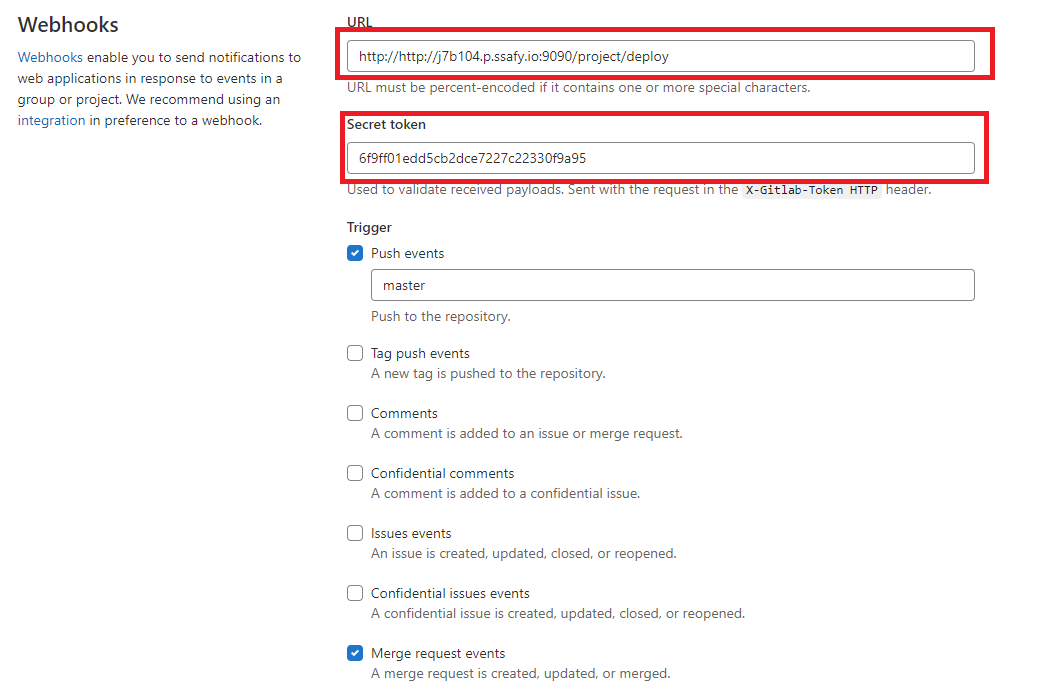 Webhooks
Webhooks enable you to send notifications to
web applications in response to events in a
group or project. We recommend using an
integration in preference to a webhook.
URL
http://http://j7b104.p.ssafy.io:9090/project/deploy
URL must be percent-encoded if it contains one or more special characters.
Secret token
6f9ff01edd5cb2dce7227c22330f9a95
Used to validate received payloads. Sent with the request in the X-Gitlab-Token HTTP header.
Trigger
Push events
master
Push to the repository.
Tag push events
A new tag is pushed to the repository.
Comments
A comment is added to an issue or merge request.
Confidential comments
A comment is added to a confidential issue.
Issues events
An issue is created, updated, closed, or reopened.
Confidential issues events
A confidential issue is created, updated, closed, or reopened.
Merge request events
A merge request is created, updated, or merged.